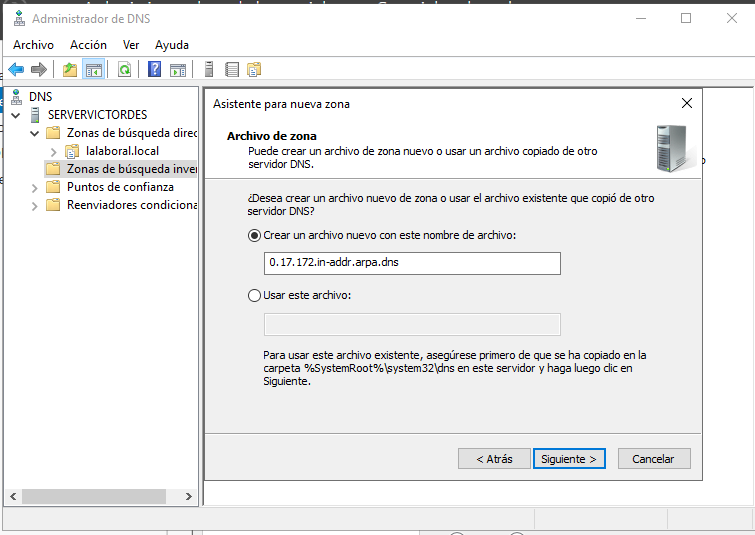 Administrador de DNS
Archivo Acción Ver Ayuda
DNS
SERVERVICTORDES
Zonas de búsqueda direc
lalaboral.local
Zonas de búsqueda inver
Puntos de confianza
Reenviadores condiciona
Asistente para nueva zona
Archivo de zona
Puede crear un archivo de zona nuevo o usar un archivo copiado de otro
servidor DNS.
¿Desea crear un archivo nuevo de zona o usar el archivo existente que copió de otro
servidor DNS?
Crear un archivo nuevo con este nombre de archivo:
0.17.172.in-addr.arpa.dns
Usar este archivo:
Para usar este archivo existente, asegúrese primero de que se ha copiado en la
carpeta %SystemRoot%\system32\dns en este servidor y haga luego clic en
Siguiente.
< Atrás Siguiente > Cancelar